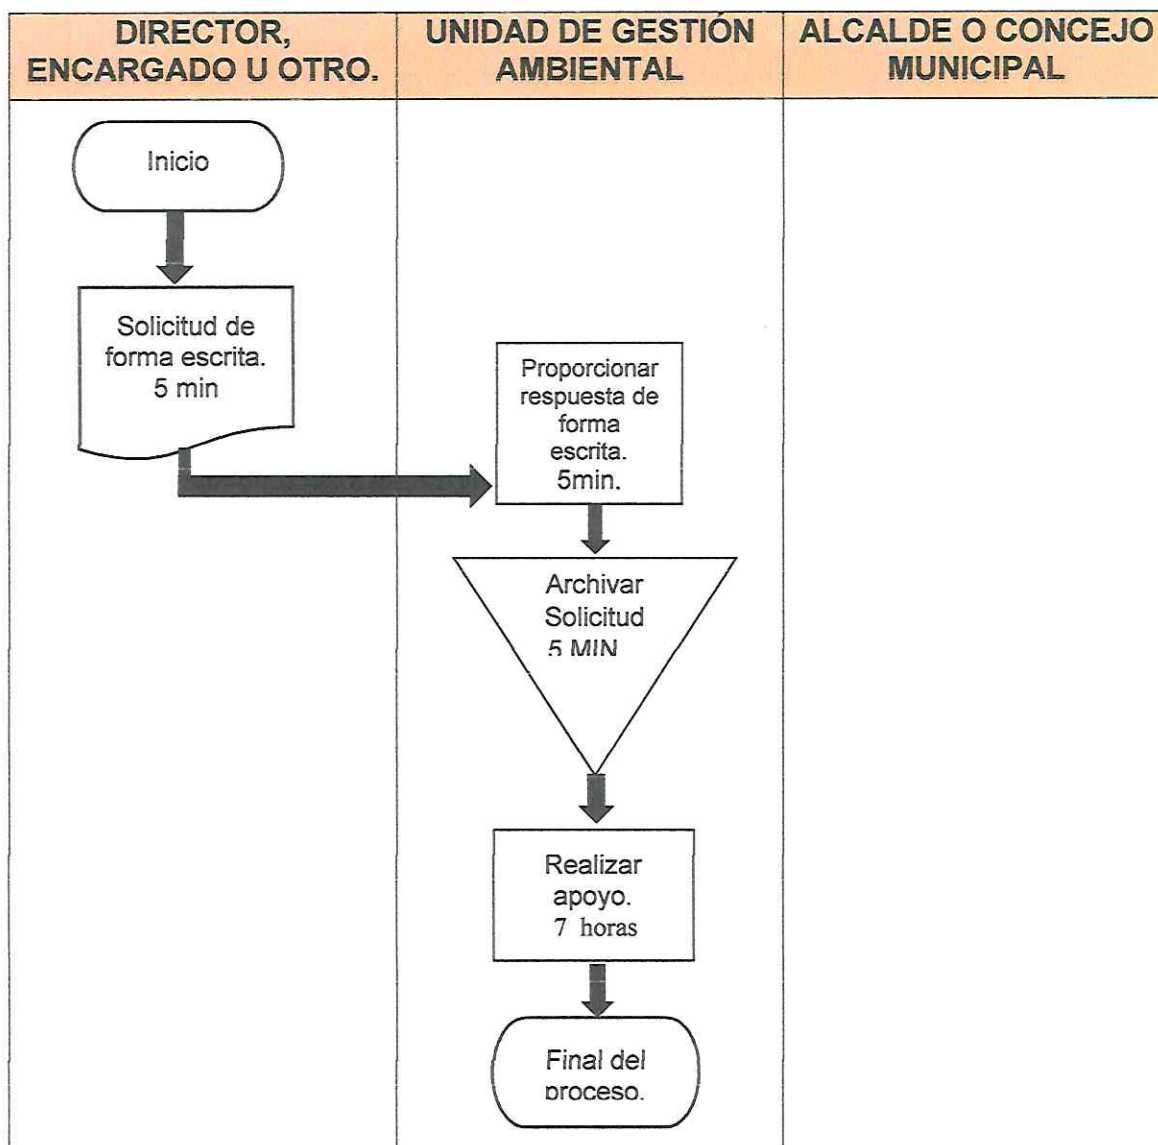 DIRECTOR,
ENCARGADO U OTRO.
UNIDAD DE GESTIÓN
AMBIENTAL
ALCALDE O CONCEJO
MUNICIPAL
Inicio
Solicitud de
forma escrita.
5 min
Proporcionar
respuesta de
forma
escrita.
5min.
Archivar
Solicitud
5 MIN
Realizar
apoyo.
7 horas
Final del
proceso.